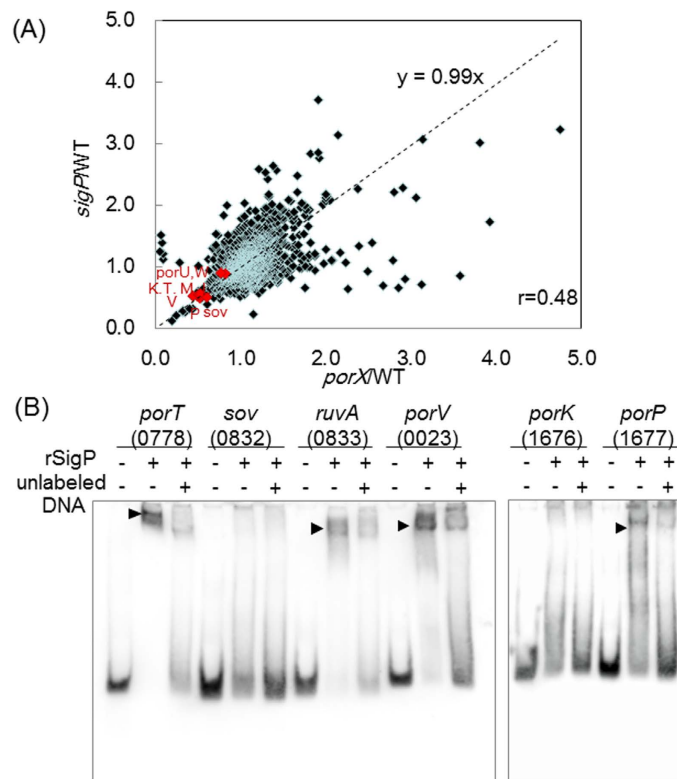 (A)
5.0
4.0
3.0
2.0
1.0
0.0
sigP/WT
y = 0.99x
porU,W
K.T. M
V
P sov
r=0.48
0.0 1.0 2.0 3.0 4.0 5.0
porX/WT
(B)
porT sov ruvA porV porK porP
(0778) (0832) (0833) (0023) (1676) (1677)
rSigP - + + - + + - + + - + + - + + - + +
unlabeled - - + - - + - - + - - + - - + - - +
DNA